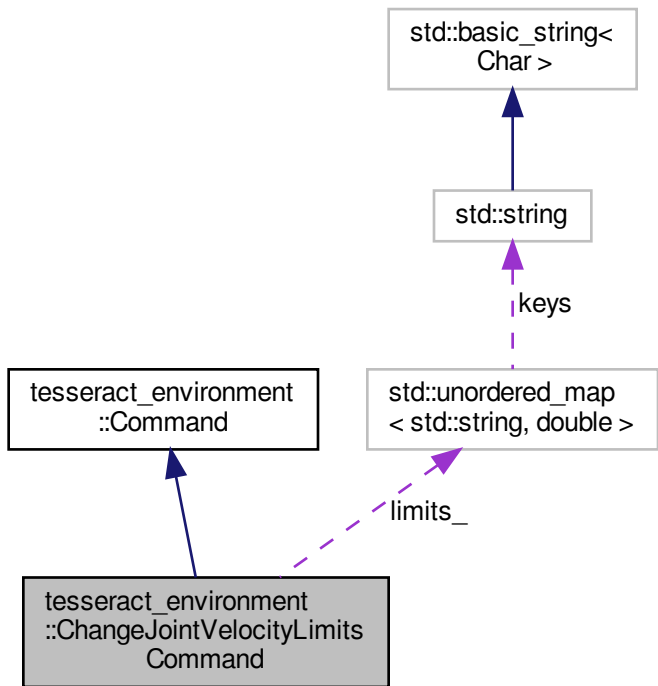 std::basic_string<
Char >
std::string
keys
tesseract_environment
::Command
std::unordered_map
< std::string, double >
limits_
tesseract_environment
::ChangeJointVelocityLimits
Command